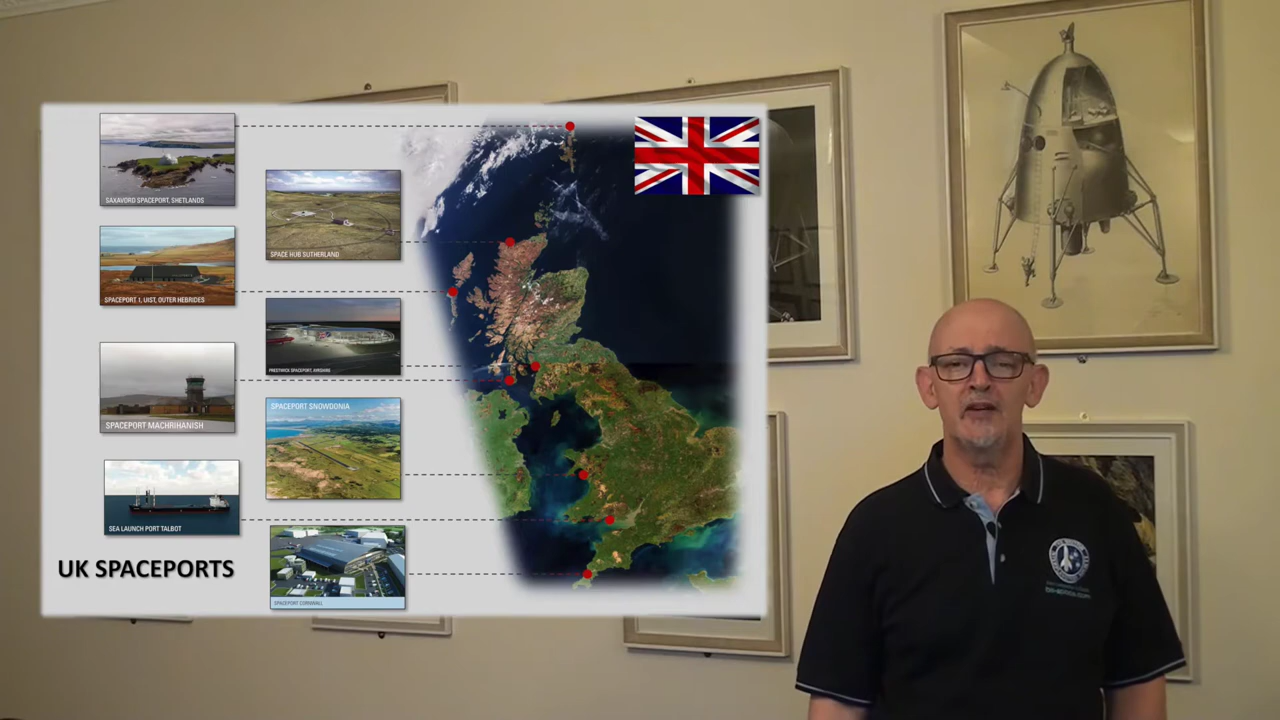 SAXAVORD SPACEPORT, SHETLANDS
SPACE HUB SUTHERLAND
SPACEPORT 1, UIST, OUTER HEBRIDES
PRESTWICK SPACEPORT, AYRSHIRE
SPACEPORT MACHRIHANISH
SPACEPORT SNOWDONIA
SEA LAUNCH PORT TALBOT
UK SPACEPORTS
SPACEPORT CORNWALL